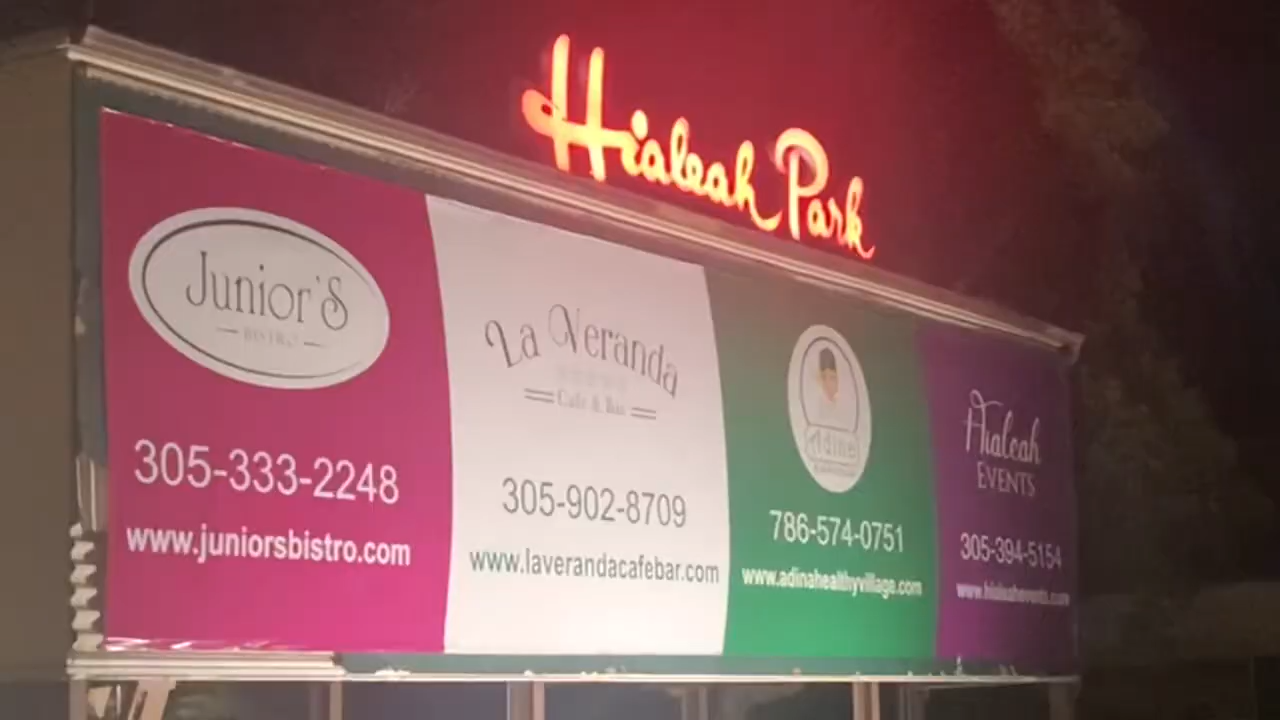 Hialeah Park
Junior's
BISTRO
305-333-2248
www.juniorsbistro.com
La Veranda
Cafe & Bar
305-902-8709
www.laverandacafebar.com
Adina
786-574-0751
www.adinahealthyvillage.com
Hialeah
EVENTS
305-394-5154
www.hialeahevents.com